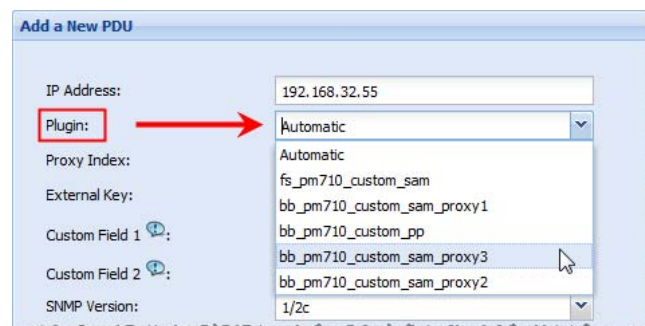 Add a New PDU
IP Address: 192.168.32.55
Plugin: Automatic
Proxy Index: Automatic
fs_pm710_custom_sam
External Key: bb_pm710_custom_sam_proxy1
Custom Field 1 : bb_pm710_custom_pp
bb_pm710_custom_sam_proxy3
Custom Field 2 : bb_pm710_custom_sam_proxy2
SNMP Version: 1/2c